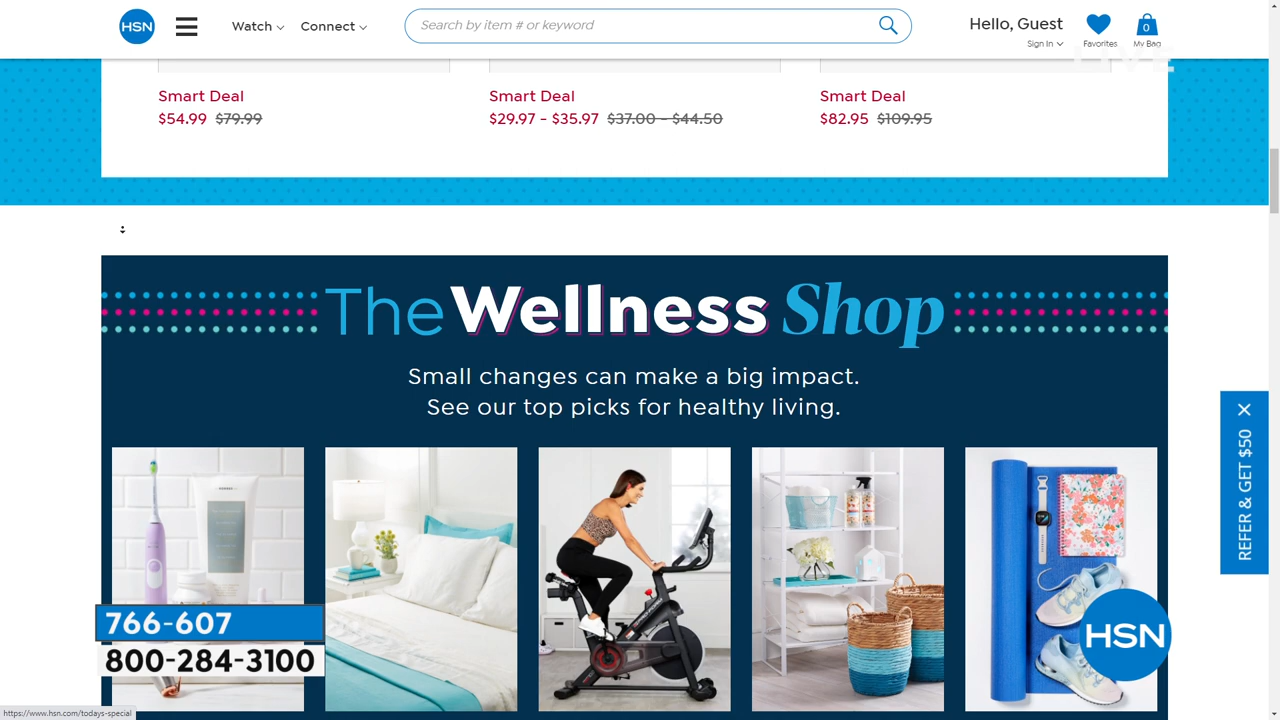 HSN
Watch
Connect
Search by item # or keyword
Hello, Guest
Sign In
Favorites
0
My Bag
LIVE
Smart Deal
$54.99 $79.99
Smart Deal
$29.97 - $35.97 $37.00 - $44.50
Smart Deal
$82.95 $109.95
The Wellness Shop
Small changes can make a big impact.
See our top picks for healthy living.
REFER & GET $50
766-607
800-284-3100
HSN
https://www.hsn.com/todays-special